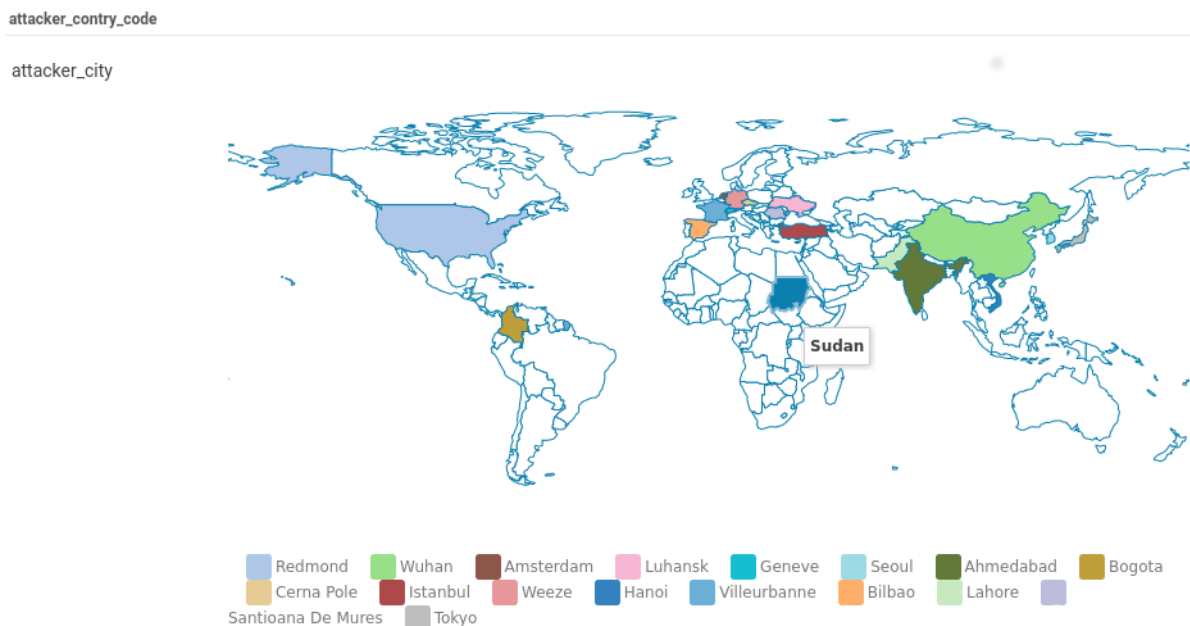 attacker_contry_code
attacker_city
Sudan
Redmond Wuhan Amsterdam Luhansk Geneve Seoul Ahmedabad Bogota
Cerna Pole Istanbul Weeze Hanoi Villeurbanne Bilbao Lahore
Santioana De Mures Tokyo